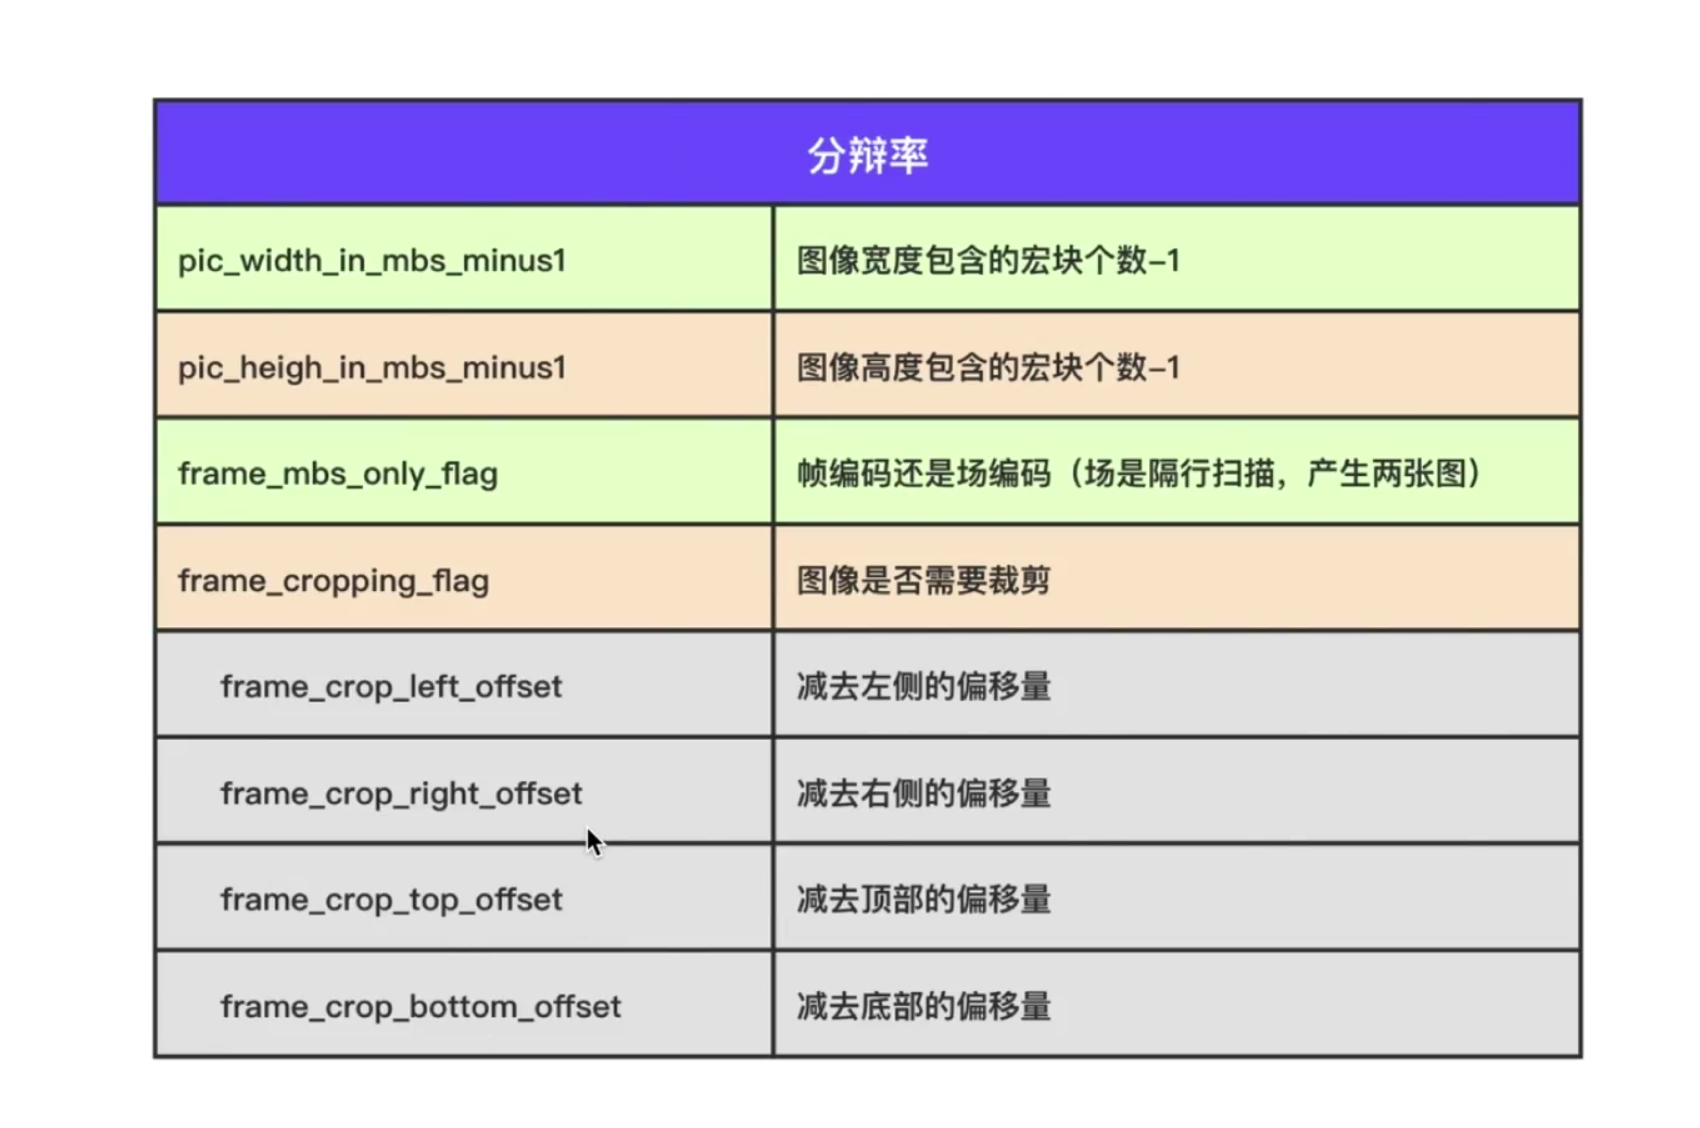 分辩率
pic_width_in_mbs_minus1 图像宽度包含的宏块个数-1
pic_heigh_in_mbs_minus1 图像高度包含的宏块个数-1
frame_mbs_only_flag 帧编码还是场编码（场是隔行扫描，产生两张图）
frame_cropping_flag 图像是否需要裁剪
frame_crop_left_offset 减去左侧的偏移量
frame_crop_right_offset 减去右侧的偏移量
frame_crop_top_offset 减去顶部的偏移量
frame_crop_bottom_offset 减去底部的偏移量